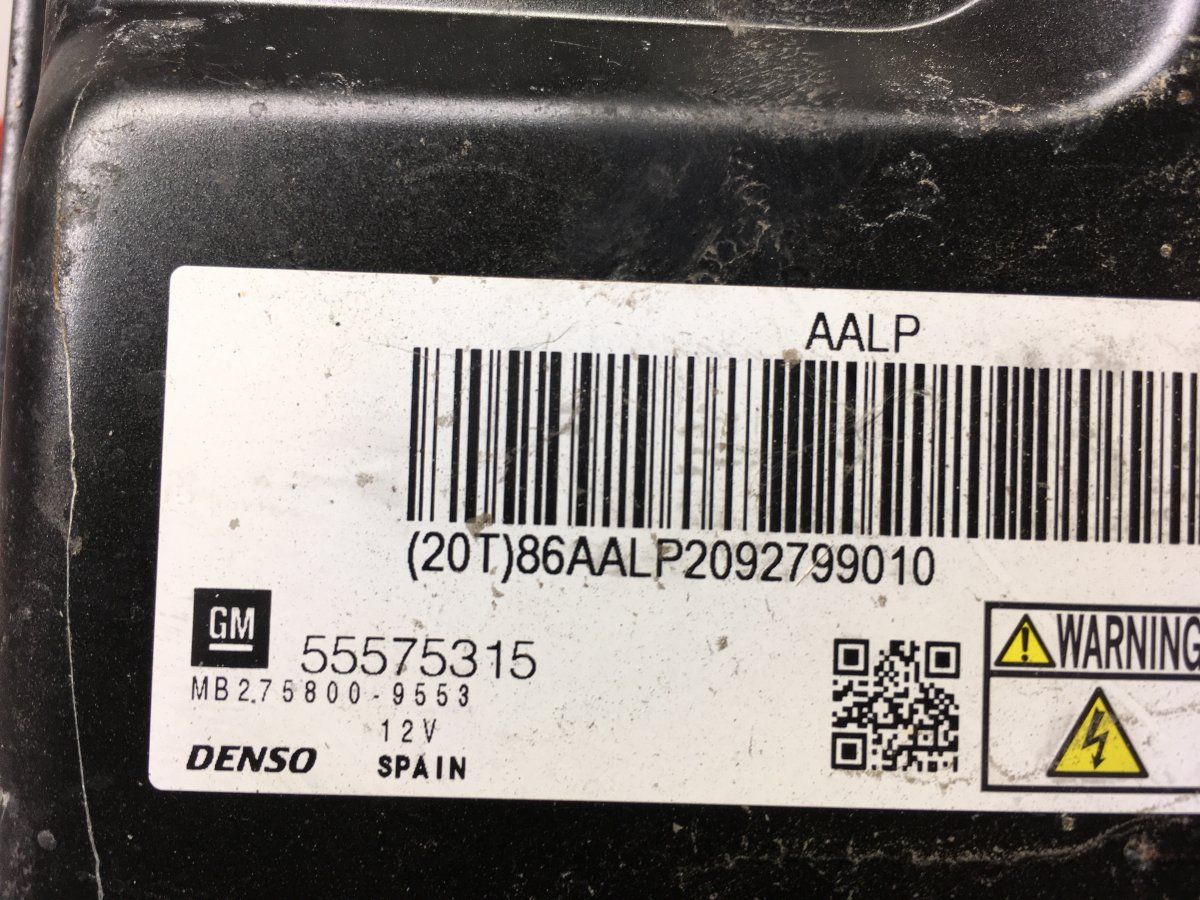 AALP
(20T)86AALP2092799010
GM
55575315
MB275800-9553
12V
DENSO
SPAIN
WARNING